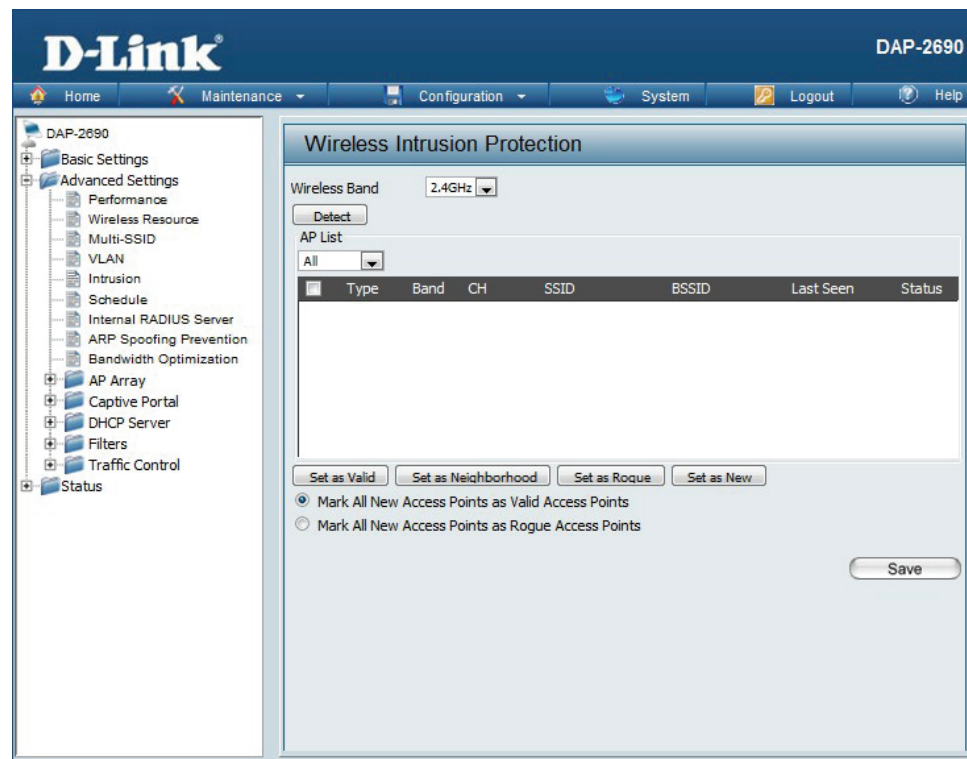 D-Link®
DAP-2690
Home Maintenance Configuration System Logout Help
DAP-2690
Basic Settings
Advanced Settings
Performance
Wireless Resource
Multi-SSID
VLAN
Intrusion
Schedule
Internal RADIUS Server
ARP Spoofing Prevention
Bandwidth Optimization
AP Array
Captive Portal
DHCP Server
Filters
Traffic Control
Status
Wireless Intrusion Protection
Wireless Band 2.4GHz
Detect
AP List
All
Type Band CH SSID BSSID Last Seen Status
Set as Valid Set as Neighborhood Set as Rogue Set as New
Mark All New Access Points as Valid Access Points
Mark All New Access Points as Rogue Access Points
Save